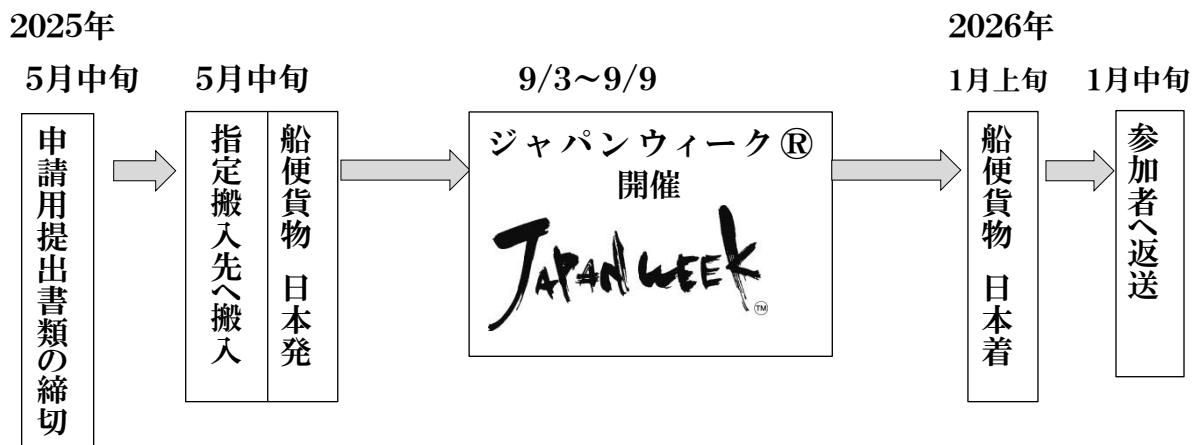 2025年
5月中旬
申請用提出書類の締切
5月中旬
指定搬入先へ搬入
船便貨物 日本発
9/3～9/9
ジャパンウィーク®
開催
JAPAN WEEK
TM
2026年
1月上旬
船便貨物 日本着
1月中旬
参加者へ返送